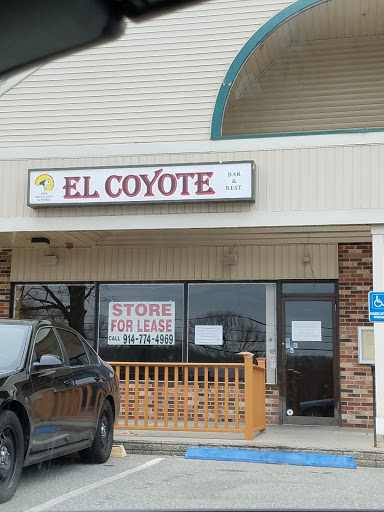 EL COYOTE
BAR
&
REST.
STORE
FOR LEASE
CALL 914-774-4969